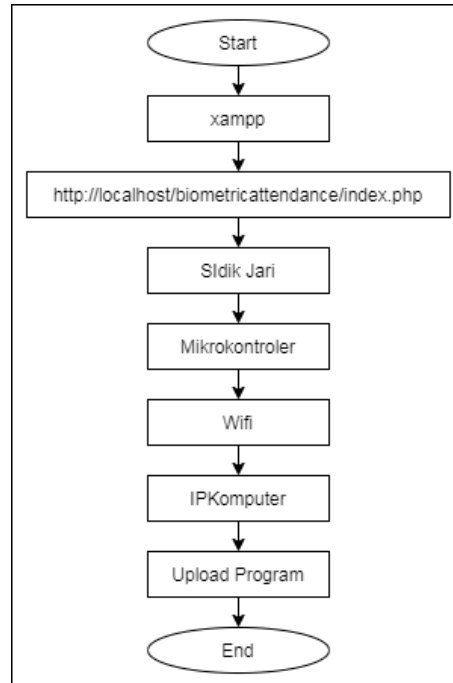 Start
xampp
http://localhost/biometricattendance/index.php
SIdik Jari
Mikrokontroler
Wifi
IPKomputer
Upload Program
End